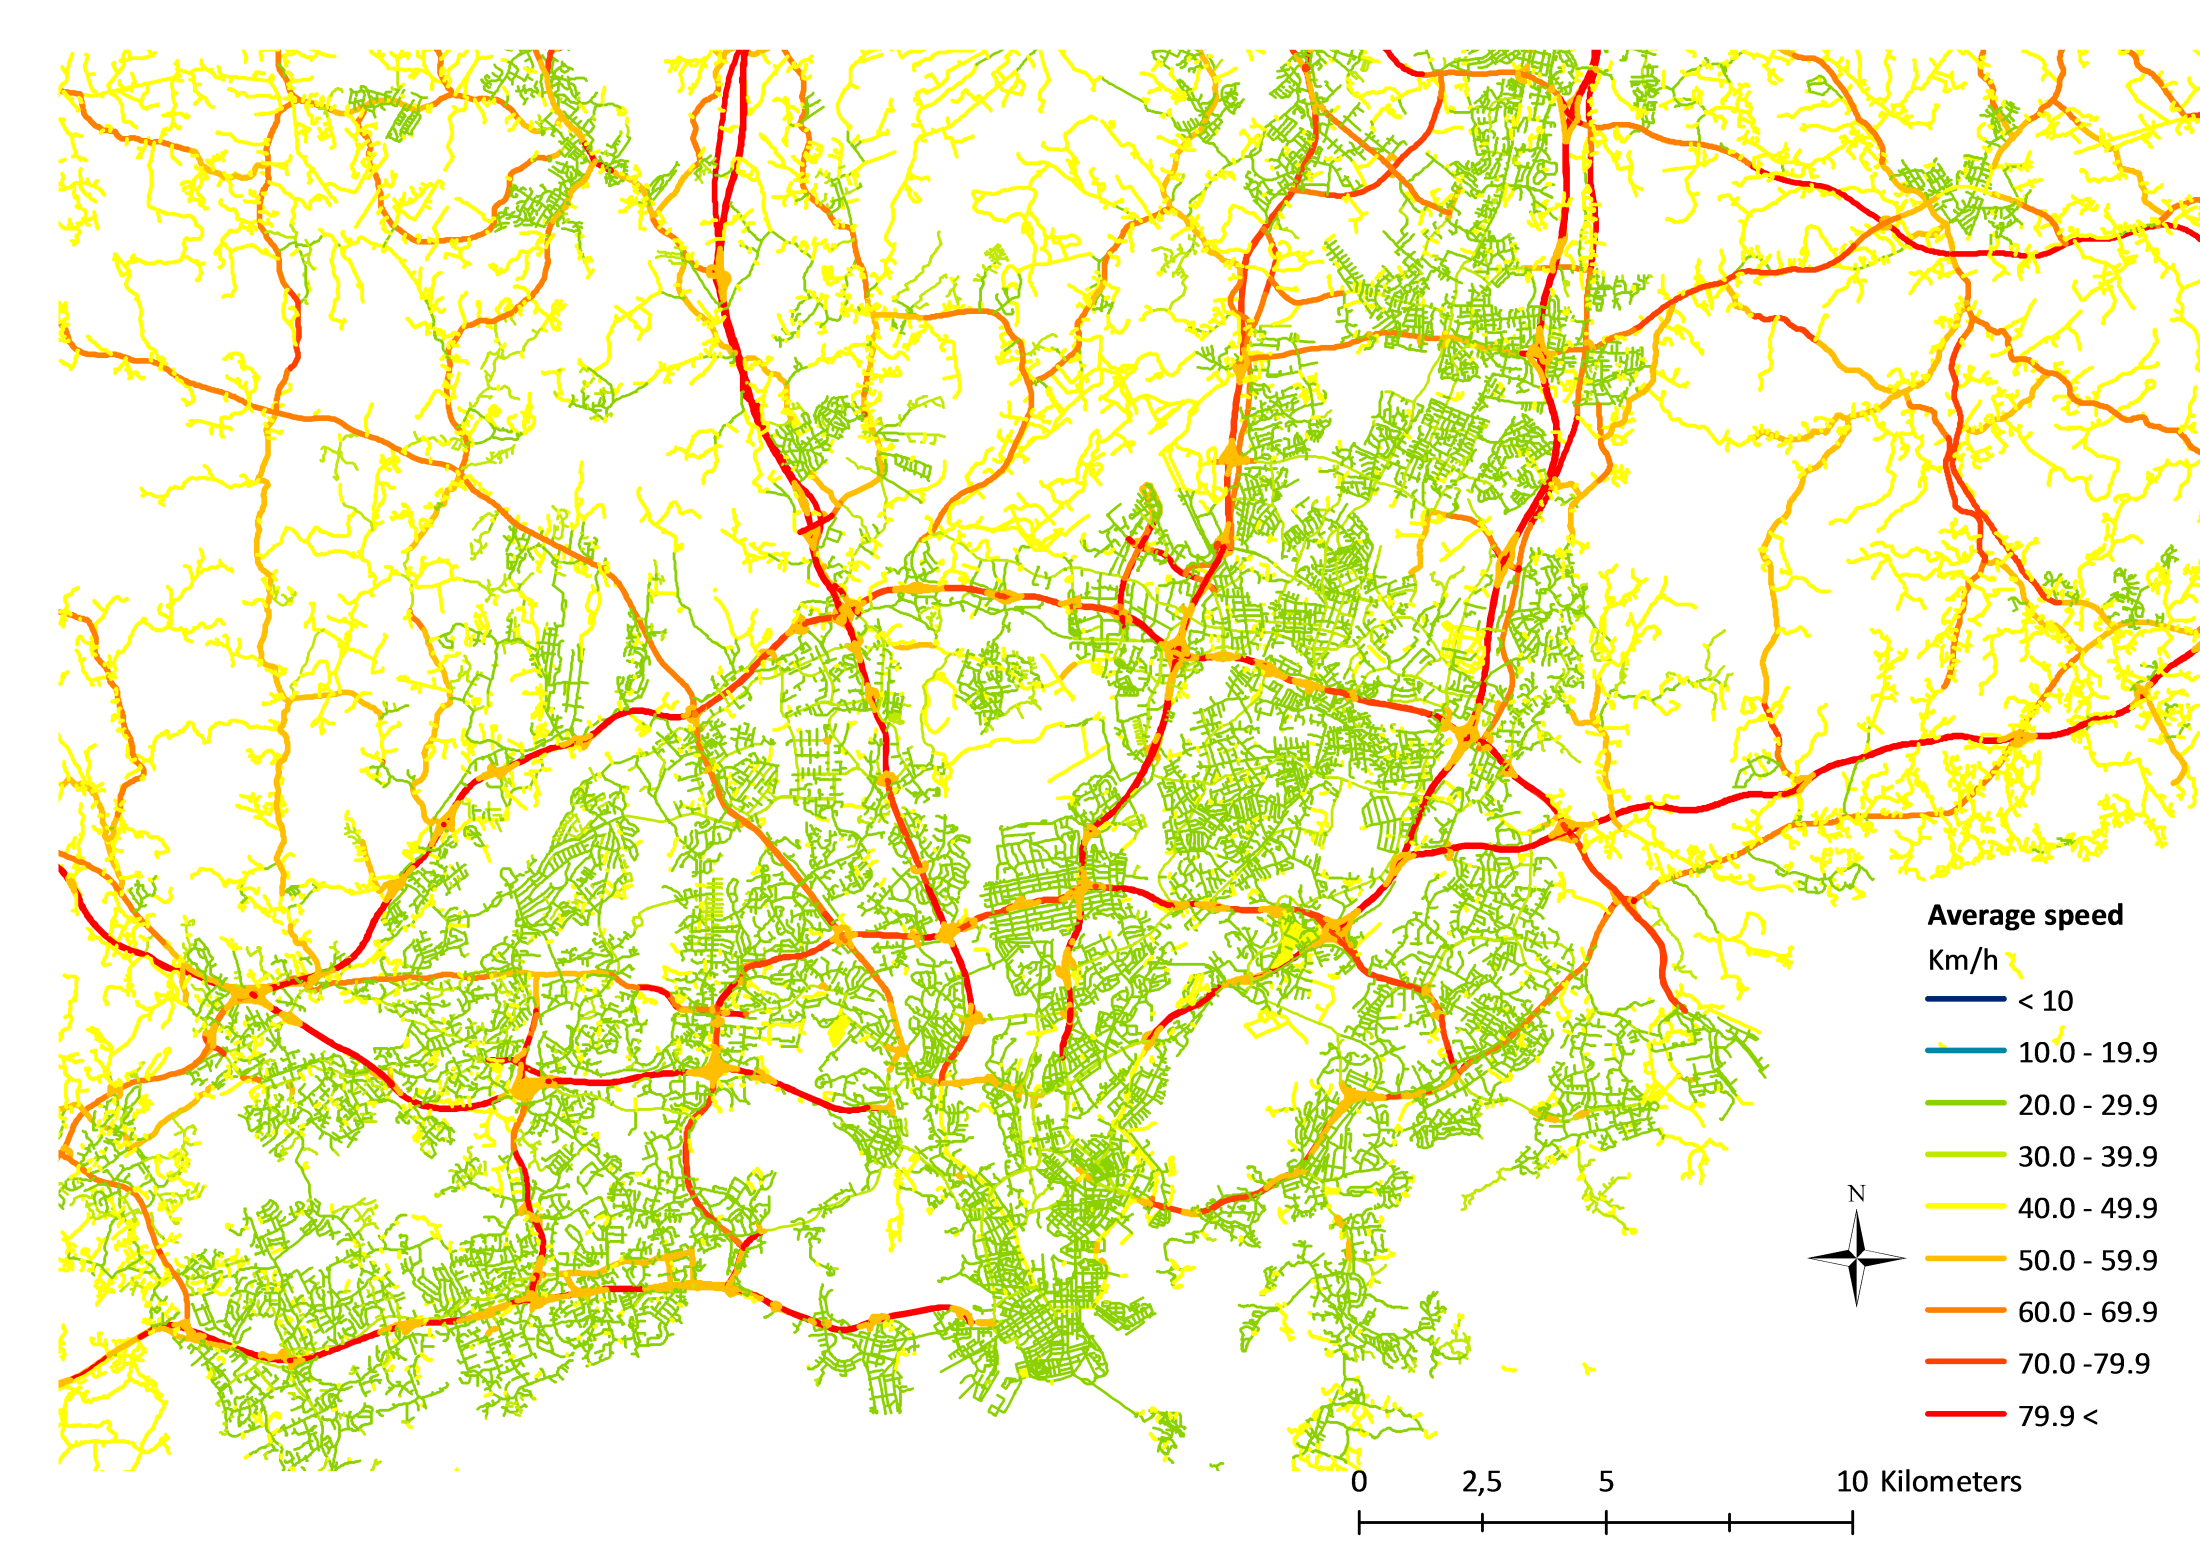 Average speed
Km/h
< 10
10.0 - 19.9
20.0 - 29.9
30.0 - 39.9
40.0 - 49.9
50.0 - 59.9
60.0 - 69.9
70.0 -79.9
79.9 <
N
0 2,5 5 10 Kilometers